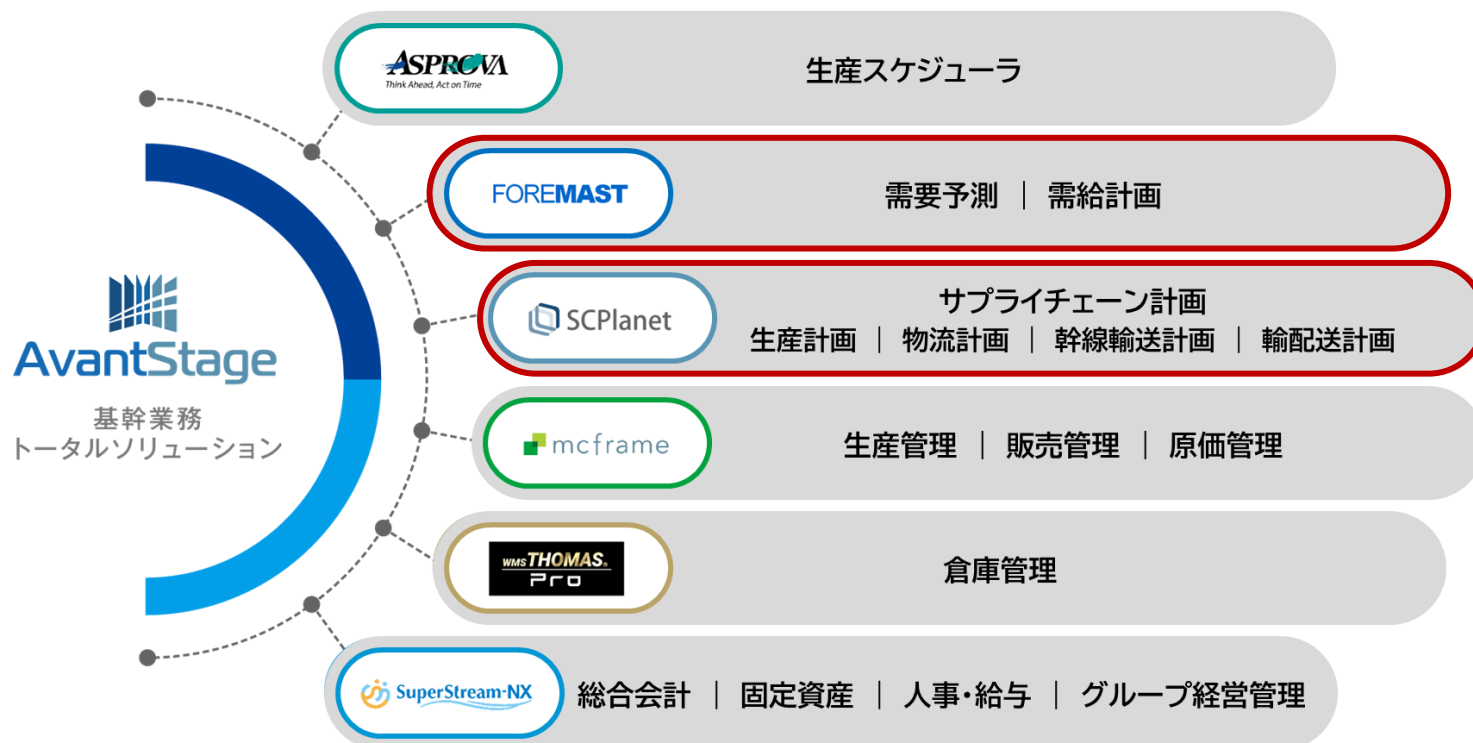 ASPROVA
Think Ahead, Act on Time
生産スケジューラ
FOREMAST
需要予測 | 需給計画
SCPlanet
サプライチェーン計画
生産計画 | 物流計画 | 幹線輸送計画 | 輸配送計画
AvantStage
基幹業務
トータルソリューション
mcframe
生産管理 | 販売管理 | 原価管理
WMS THOMAS®
Pro
倉庫管理
SuperStream-NX
総合会計 | 固定資産 | 人事・給与 | グループ経営管理